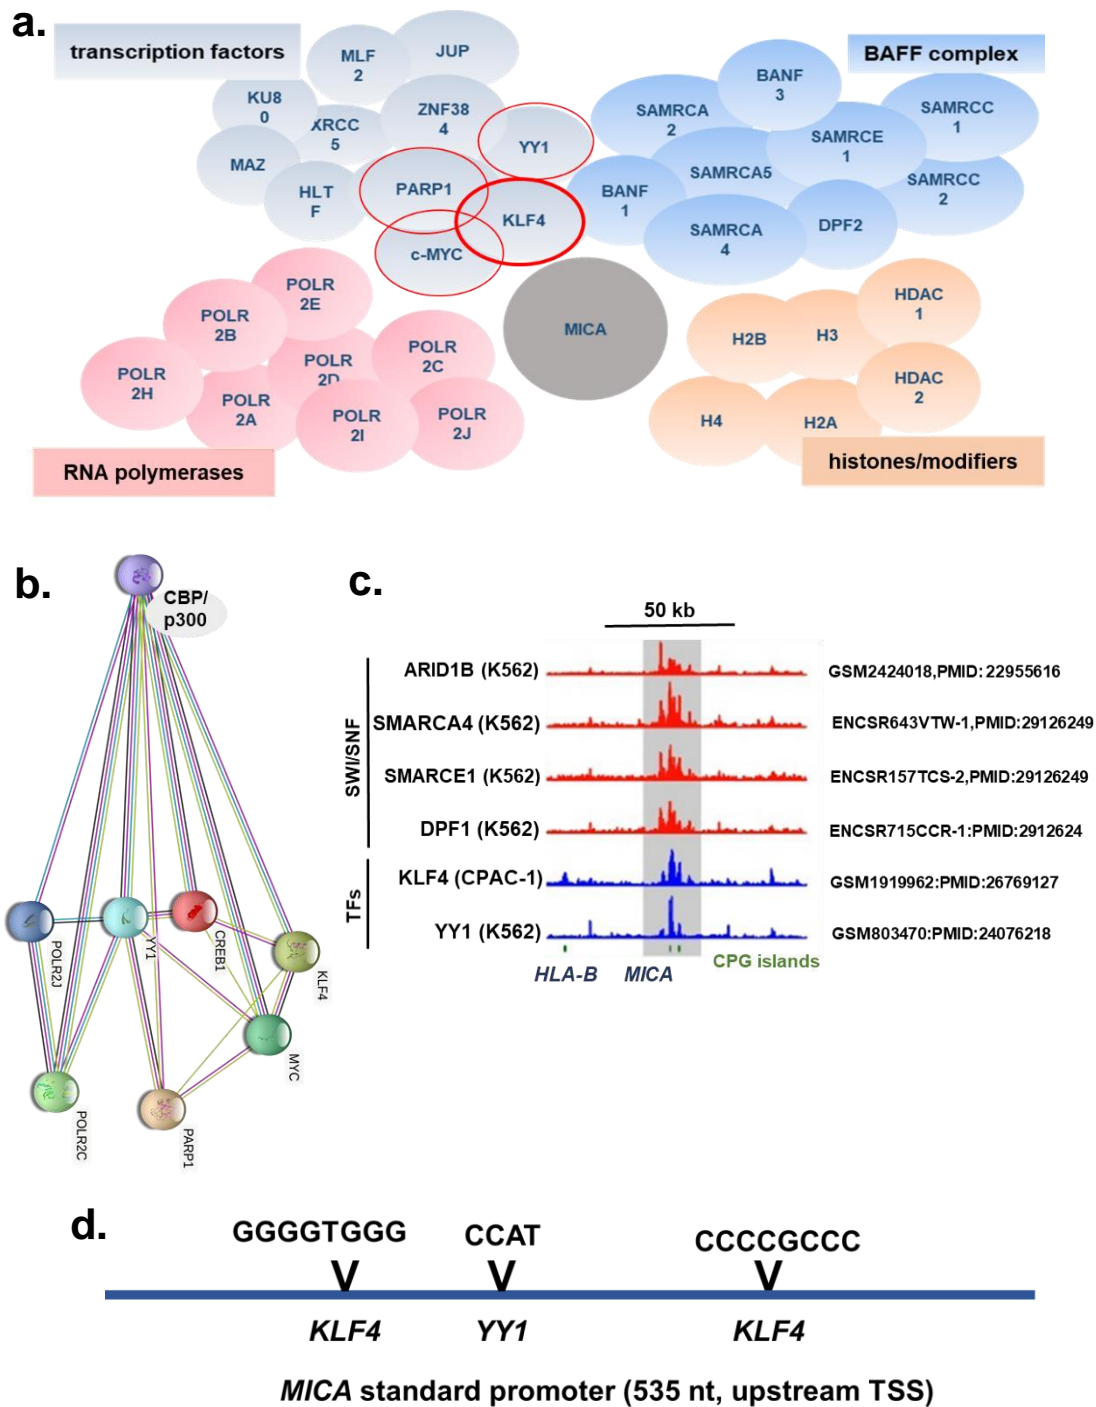 a.
transcription factors
BAFF complex
MLF
2
JUP
KU8
0
XRCC
5
ZNF38
4
YY1
MAZ
HLT
F
PARP1
KLF4
c-MYC
BANF
3
SAMRCA
2
SAMRCC
1
SAMRCE
1
SAMRCA5
BANF
1
SAMRCC
2
SAMRCA
4
DPF2
MICA
POLR
2E
POLR
2B
POLR
2H
POLR
2D
POLR
2C
POLR
2A
POLR
2I
POLR
2J
RNA polymerases
HDAC
1
H2B
H3
HDAC
2
H4
H2A
histones/modifiers
b.
CBP/
p300
POLR2J
YY1
CREB1
KLF4
MYC
POLR2C
PARP1
c.
50 kb
SWI/SNF
ARID1B (K562)
GSM2424018,PMID: 22955616
SMARCA4 (K562)
ENCSR643VTW-1,PMID:29126249
SMARCE1 (K562)
ENCSR157TCS-2,PMID:29126249
DPF1 (K562)
ENCSR715CCR-1:PMID:2912624
TFs
KLF4 (CPAC-1)
GSM1919962:PMID:26769127
YY1 (K562)
GSM803470:PMID:24076218
HLA-B MICA CPG islands
d.
GGGGTGGG CCAT CCCCGCCC
KLF4 YY1 KLF4
MICA standard promoter (535 nt, upstream TSS)